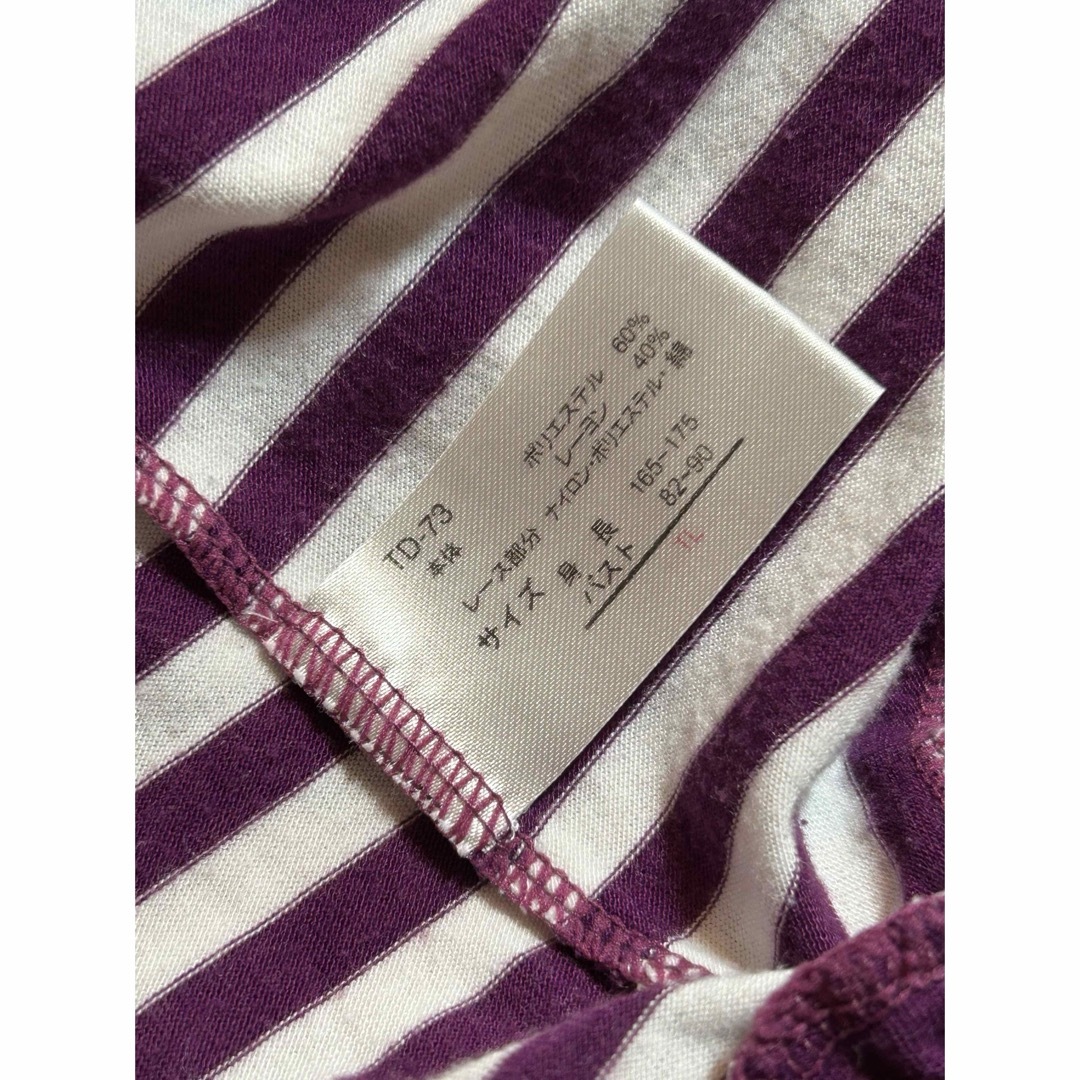 TD-73
本体 ポリエステル 60%
レーヨン 40%
レース部分 ナイロン・ポリエステル・綿
サイズ 身長 165-175
バスト 82~90